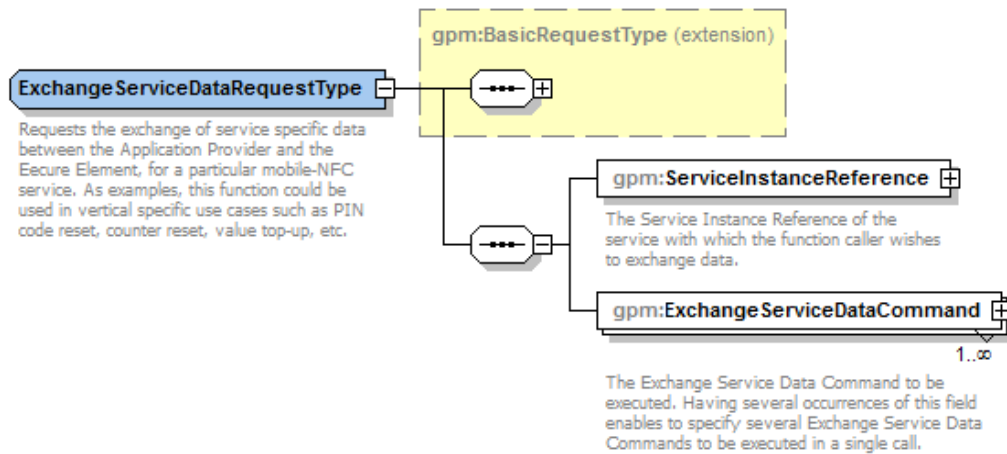 gpm:BasicRequestType (extension)
ExchangeServiceDataRequestType
Requests the exchange of service specific data
between the Application Provider and the
Eecure Element, for a particular mobile-NFC
service. As examples, this function could be
used in vertical specific use cases such as PIN
code reset, counter reset, value top-up, etc.
gpm:ServiceInstanceReference
The Service Instance Reference of the
service with which the function caller wishes
to exchange data.
gpm:ExchangeServiceDataCommand
1..∞
The Exchange Service Data Command to be
executed. Having several occurrences of this field
enables to specify several Exchange Service Data
Commands to be executed in a single call.